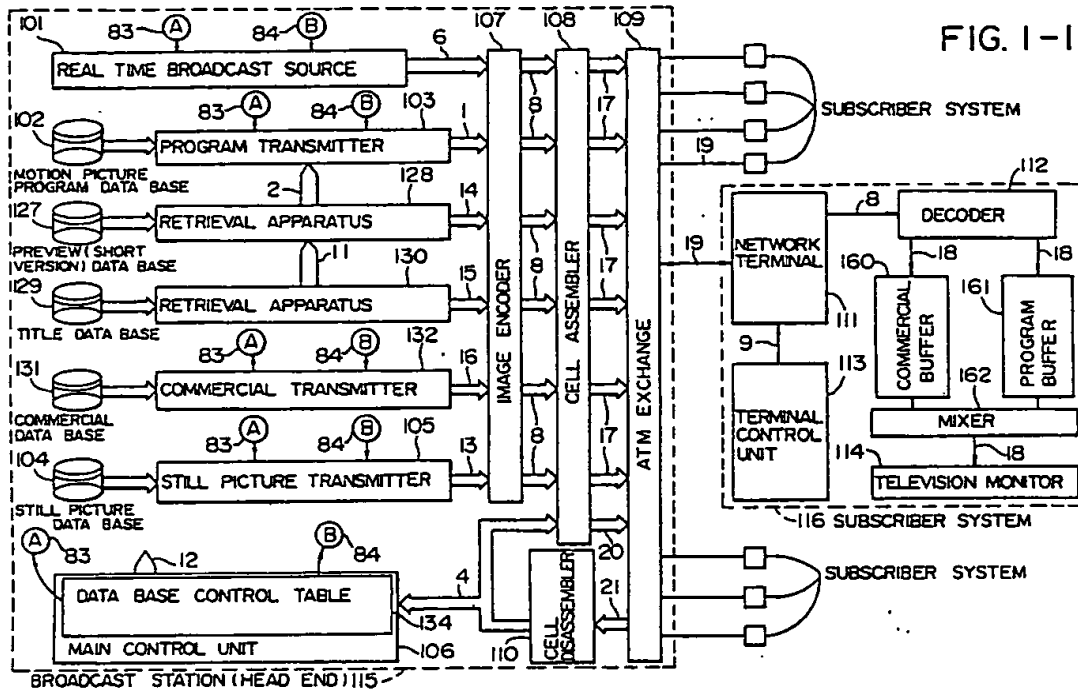 FIG. 1-1
101
83
A
84
B
6
107
108
109
REAL TIME BROADCAST SOURCE
8
17
SUBSCRIBER SYSTEM
102
83
A
84
B
103
1
PROGRAM TRANSMITTER
8
17
19
MOTION PICTURE
PROGRAM DATA BASE
2
127
128
14
RETRIEVAL APPARATUS
8
17
PREVIEW (SHORT
VERSION) DATA BASE
11
129
130
15
RETRIEVAL APPARATUS
8
17
TITLE DATA BASE
83
A
84
B
132
131
16
COMMERCIAL TRANSMITTER
8
17
COMMERCIAL
DATA BASE
83
A
84
B
105
104
13
STILL PICTURE TRANSMITTER
8
17
STILL PICTURE
DATA BASE
IMAGE ENCODER
CELL ASSEMBLER
ATM EXCHANGE
19
NETWORK
TERMINAL
111
8
112
DECODER
18
18
160
161
COMMERCIAL
BUFFER
PROGRAM
BUFFER
9
113
TERMINAL CONTROL
UNIT
162
MIXER
18
114
TELEVISION MONITOR
116 SUBSCRIBER SYSTEM
A
83
12
B
84
4
20
21
DATA BASE CONTROL TABLE
134
MAIN CONTROL UNIT
106
110
CELL
DISASSEMBLER
SUBSCRIBER SYSTEM
BROADCAST STATION (HEAD END) 115